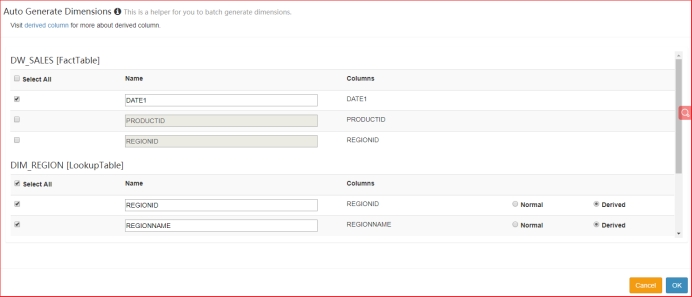 Auto Generate Dimensions This is a helper for you to batch generate dimensions.
Visit derived column for more about derived column.
DW_SALES [FactTable]
Select All Name Columns
DATE1 DATE1
PRODUCTID PRODUCTID
REGIONID REGIONID
DIM_REGION [LookupTable]
Select All Name Columns
REGIONID REGIONID Normal Derived
REGIONNAME REGIONNAME Normal Derived
Cancel OK